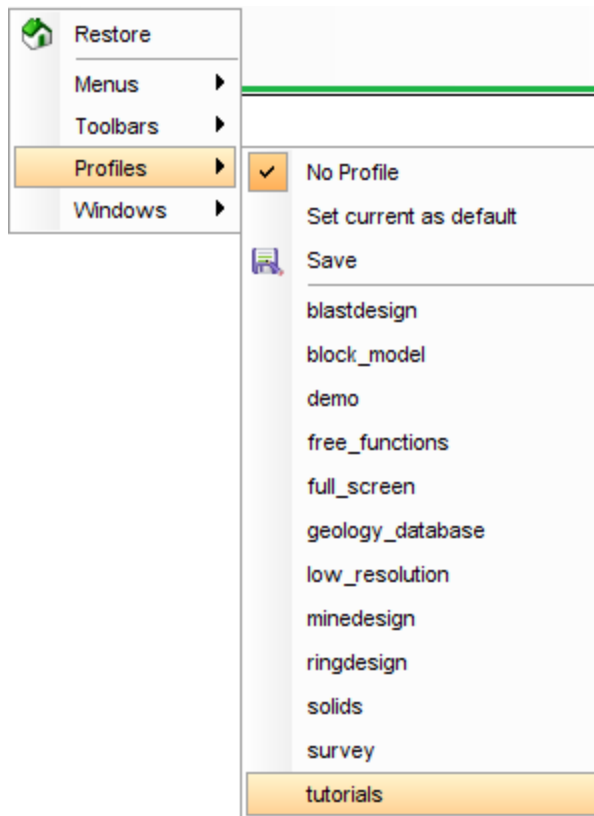 Restore
Menus
Toolbars
Profiles
Windows
No Profile
Set current as default
Save
blastdesign
block_model
demo
free_functions
full_screen
geology_database
low_resolution
minedesign
ringdesign
solids
survey
tutorials